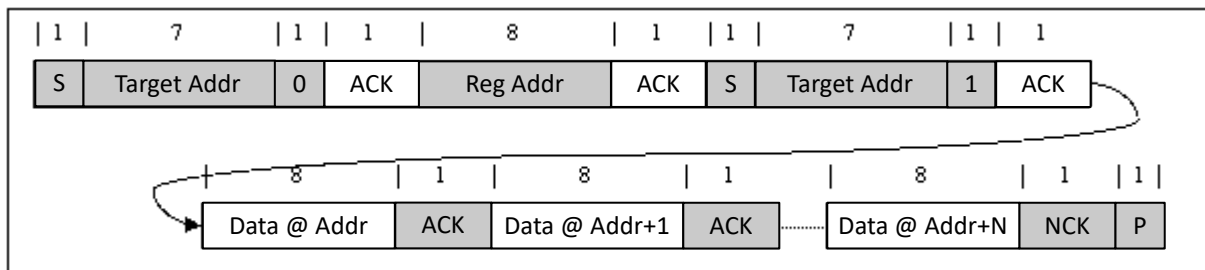 | 1 | 7 | 1 | 1 | 8 | 1 | 1 | 7 | 1 | 1
S Target Addr 0 ACK Reg Addr ACK S Target Addr 1 ACK
| 8 | 1 | 8 | 1 | 8 | 1 | 1 |
Data @ Addr ACK Data @ Addr+1 ACK Data @ Addr+N NCK P